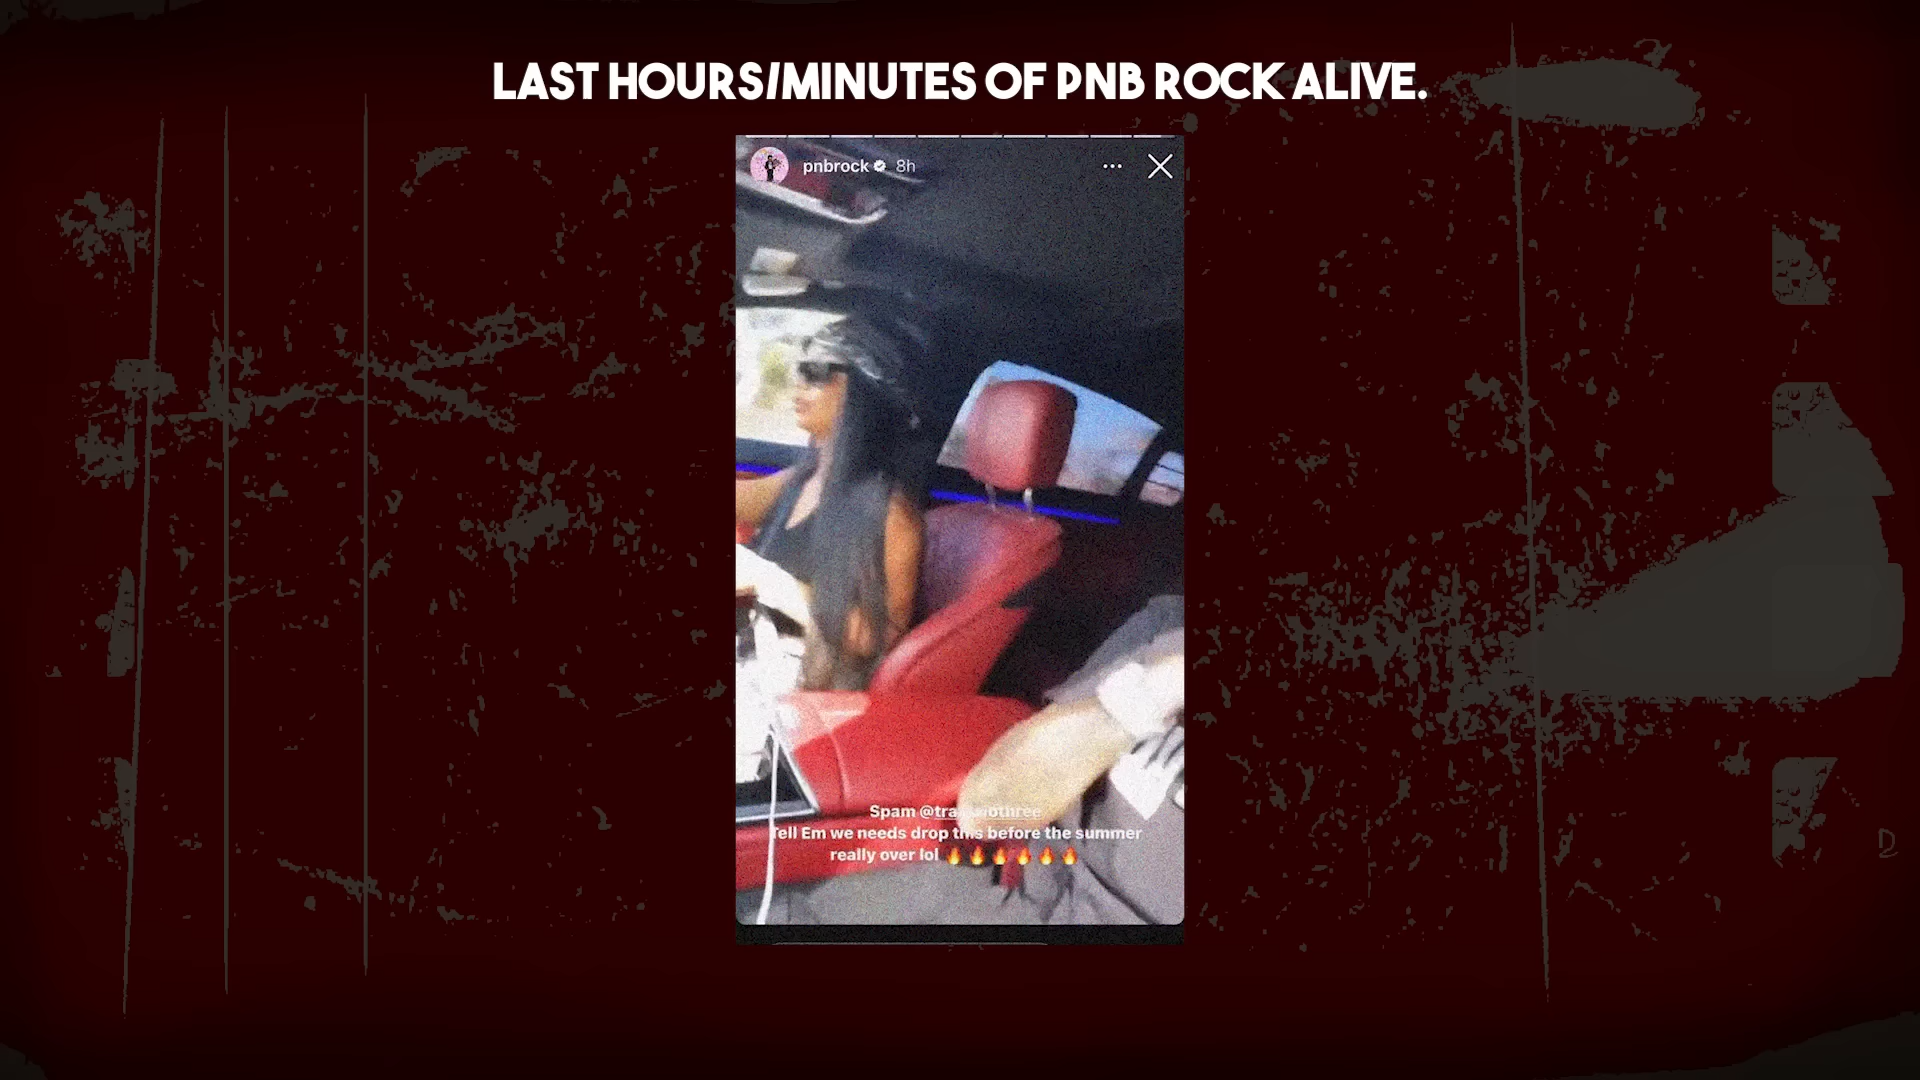 LAST HOURS/MINUTES OF PNB ROCK ALIVE.
pnbrock 8h
Spam
Tell Em we needs drop this before the summer
really over lol 🔥🔥🔥🔥🔥🔥